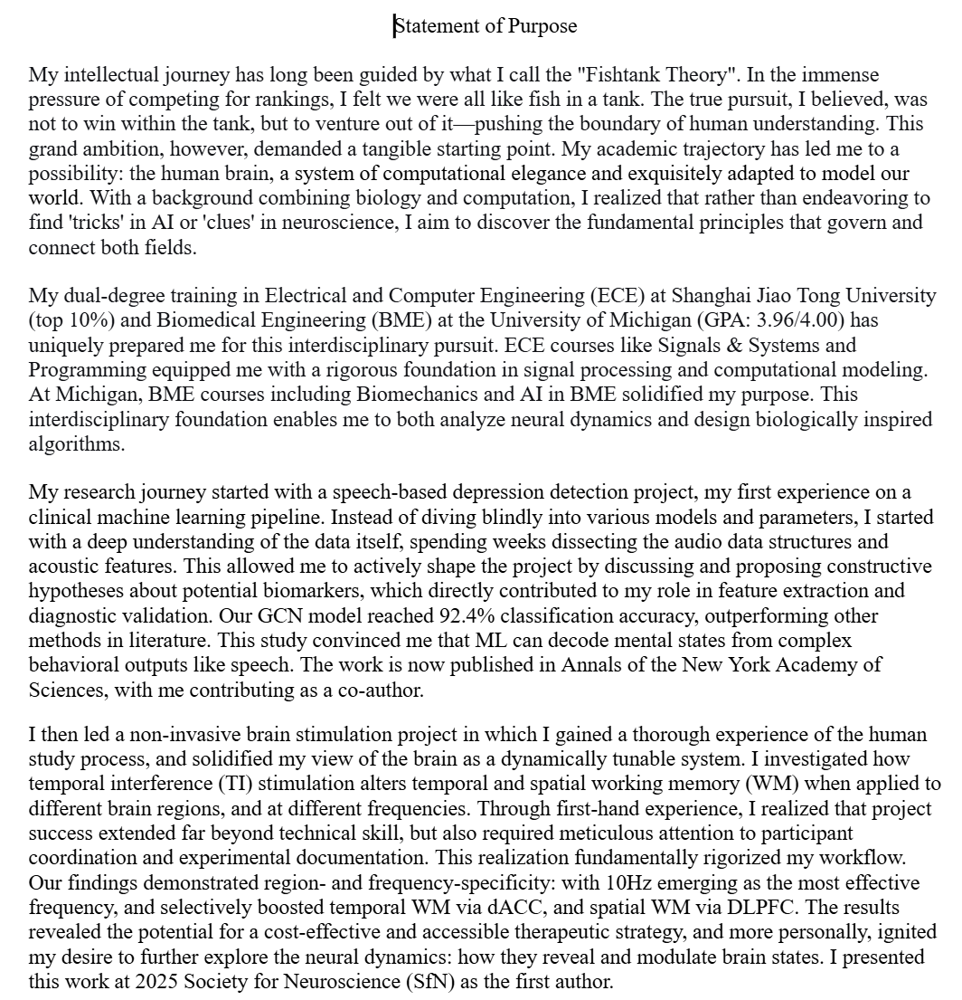 Statement of Purpose
My intellectual journey has long been guided by what I call the "Fishtank Theory". In the immense
pressure of competing for rankings, I felt we were all like fish in a tank. The true pursuit, I believed, was
not to win within the tank, but to venture out of it—pushing the boundary of human understanding. This
grand ambition, however, demanded a tangible starting point. My academic trajectory has led me to a
possibility: the human brain, a system of computational elegance and exquisitely adapted to model our
world. With a background combining biology and computation, I realized that rather than endeavoring to
find 'tricks' in AI or 'clues' in neuroscience, I aim to discover the fundamental principles that govern and
connect both fields.
My dual-degree training in Electrical and Computer Engineering (ECE) at Shanghai Jiao Tong University
(top 10%) and Biomedical Engineering (BME) at the University of Michigan (GPA: 3.96/4.00) has
uniquely prepared me for this interdisciplinary pursuit. ECE courses like Signals & Systems and
Programming equipped me with a rigorous foundation in signal processing and computational modeling.
At Michigan, BME courses including Biomechanics and AI in BME solidified my purpose. This
interdisciplinary foundation enables me to both analyze neural dynamics and design biologically inspired
algorithms.
My research journey started with a speech-based depression detection project, my first experience on a
clinical machine learning pipeline. Instead of diving blindly into various models and parameters, I started
with a deep understanding of the data itself, spending weeks dissecting the audio data structures and
acoustic features. This allowed me to actively shape the project by discussing and proposing constructive
hypotheses about potential biomarkers, which directly contributed to my role in feature extraction and
diagnostic validation. Our GCN model reached 92.4% classification accuracy, outperforming other
methods in literature. This study convinced me that ML can decode mental states from complex
behavioral outputs like speech. The work is now published in Annals of the New York Academy of
Sciences, with me contributing as a co-author.
I then led a non-invasive brain stimulation project in which I gained a thorough experience of the human
study process, and solidified my view of the brain as a dynamically tunable system. I investigated how
temporal interference (TI) stimulation alters temporal and spatial working memory (WM) when applied to
different brain regions, and at different frequencies. Through first-hand experience, I realized that project
success extended far beyond technical skill, but also required meticulous attention to participant
coordination and experimental documentation. This realization fundamentally rigorized my workflow.
Our findings demonstrated region- and frequency-specificity: with 10Hz emerging as the most effective
frequency, and selectively boosted temporal WM via dACC, and spatial WM via DLPFC. The results
revealed the potential for a cost-effective and accessible therapeutic strategy, and more personally, ignited
my desire to further explore the neural dynamics: how they reveal and modulate brain states. I presented
this work at 2025 Society for Neuroscience (SfN) as the first author.